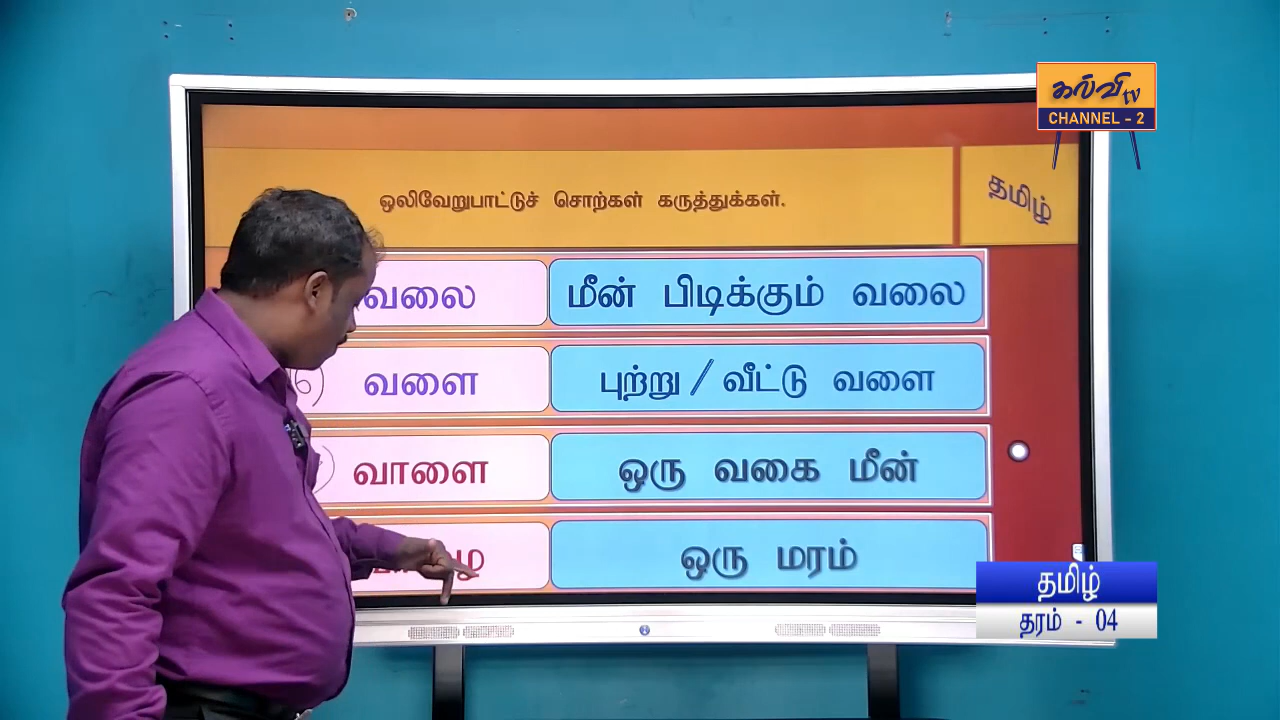 கல்வி tv
CHANNEL - 2
ஒலிவேறுபாட்டுச் சொற்கள் கருத்துக்கள்.
தமிழ்
வலை
மீன் பிடிக்கும் வலை
வளை
புற்று / வீட்டு வளை
வாளை
ஒரு வகை மீன்
ஒரு மரம்
தமிழ்
தரம் - 04